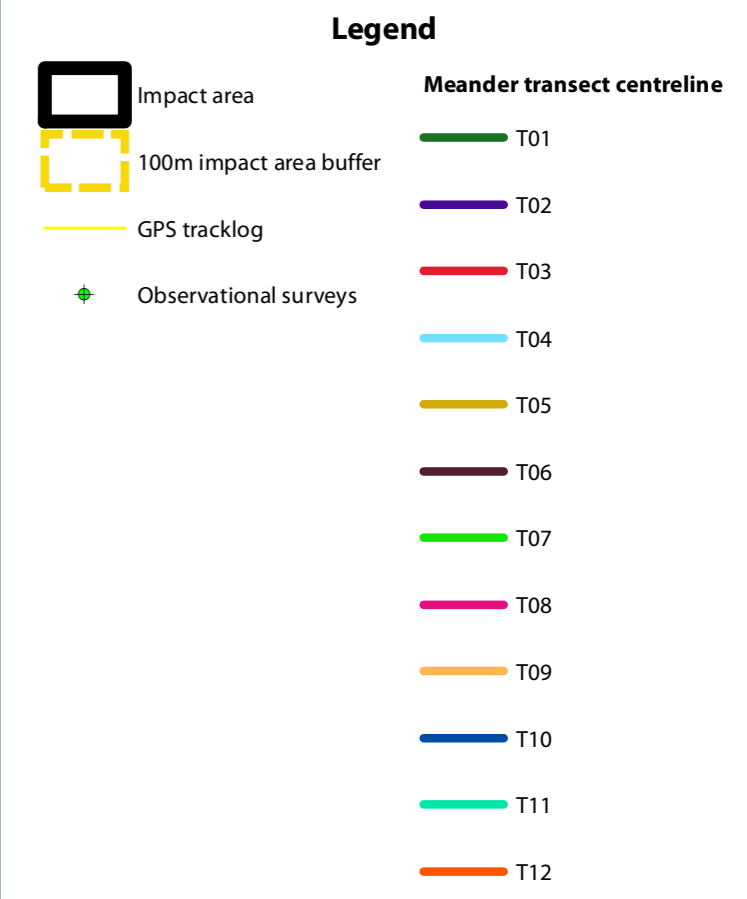 Legend
Impact area
100m impact area buffer
GPS tracklog
Observational surveys
Meander transect centreline
T01
T02
T03
T04
T05
T06
T07
T08
T09
T10
T11
T12